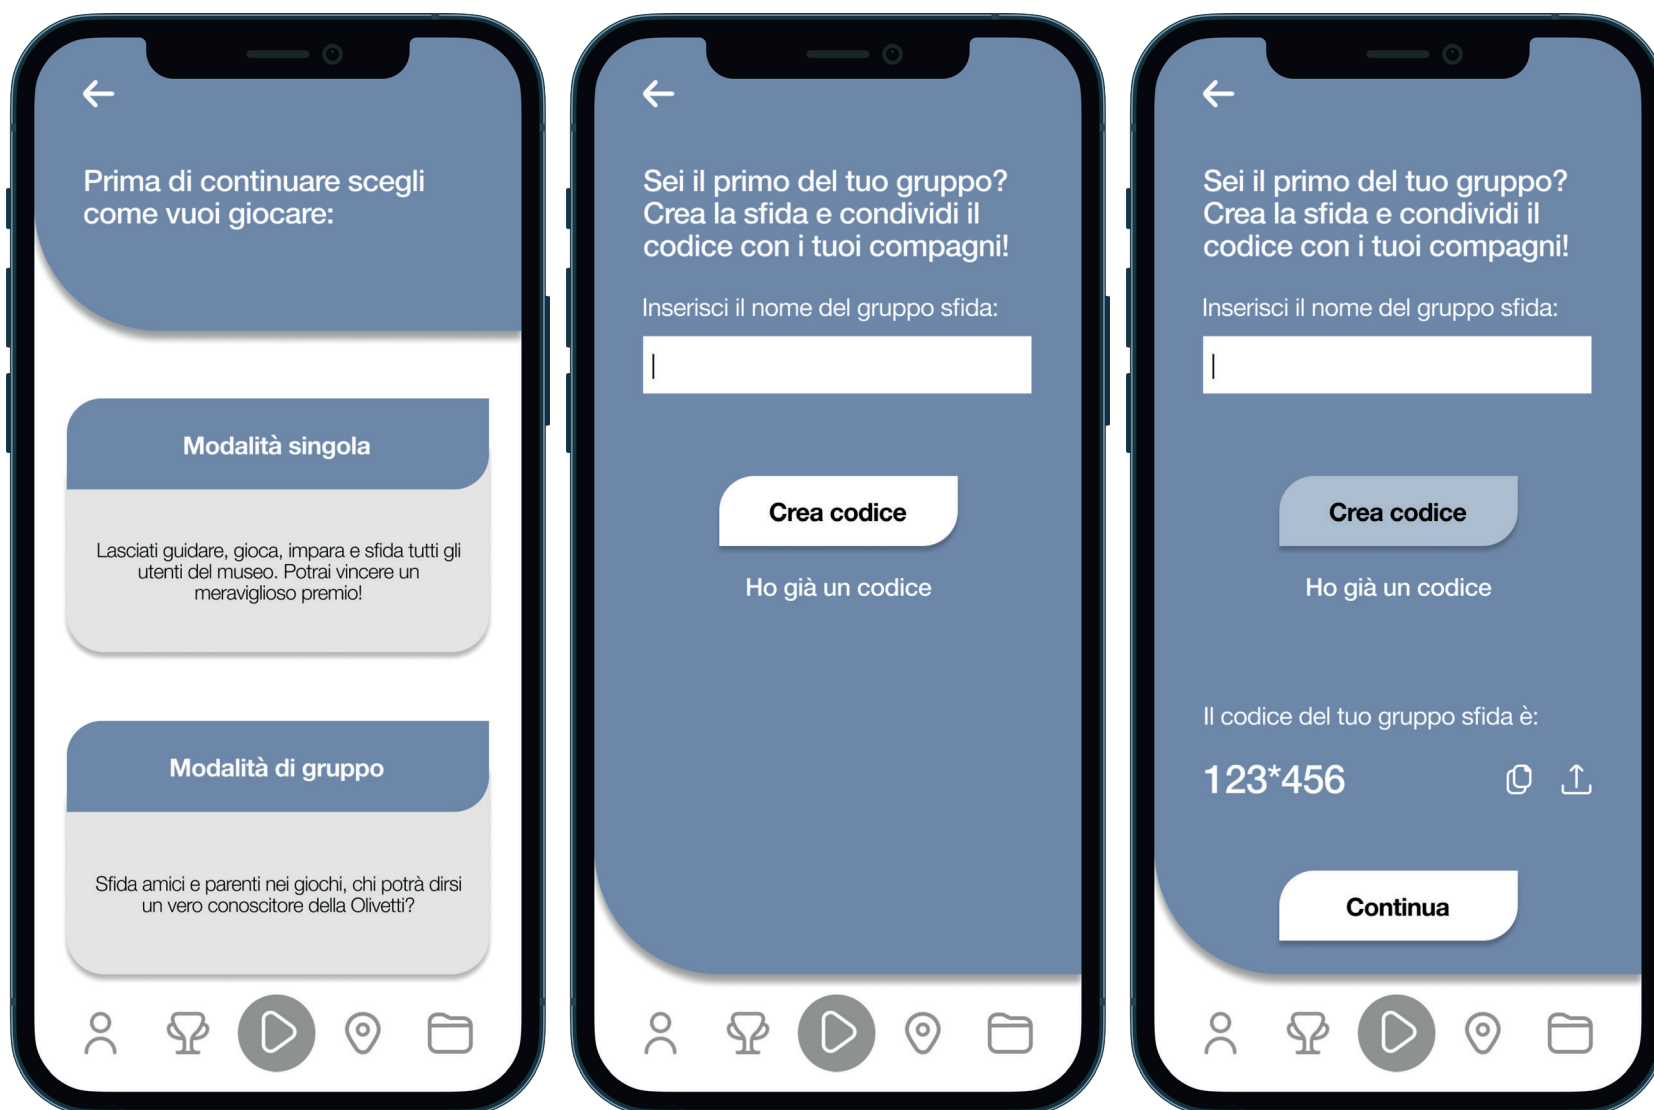 Prima di continuare scegli
come vuoi giocare:
Modalità singola
Lasciati guidare, gioca, impara e sfida tutti gli
utenti del museo. Potrai vincere un
meraviglioso premio!
Modalità di gruppo
Sfida amici e parenti nei giochi, chi potrà dirsi
un vero conoscitore della Olivetti?
Sei il primo del tuo gruppo?
Crea la sfida e condividi il
codice con i tuoi compagni!
Inserisci il nome del gruppo sfida:
Crea codice
Ho già un codice
Sei il primo del tuo gruppo?
Crea la sfida e condividi il
codice con i tuoi compagni!
Inserisci il nome del gruppo sfida:
Crea codice
Ho già un codice
Il codice del tuo gruppo sfida è:
123*456
Continua